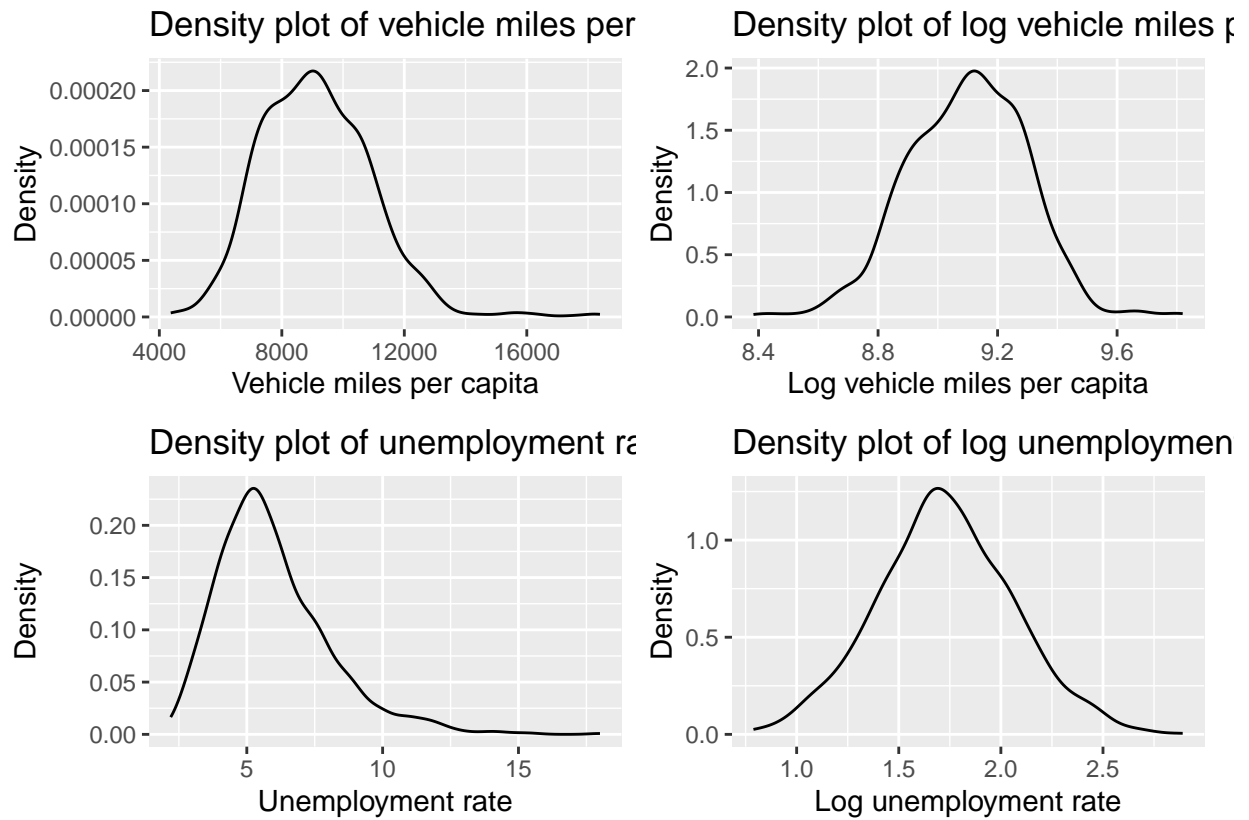 Density plot of vehicle miles per
Density
0.00020
0.00015
0.00010
0.00005
0.00000
4000 8000 12000 16000
Vehicle miles per capita
Density plot of log vehicle miles p
Density
2.0
1.5
1.0
0.5
0.0
8.4 8.8 9.2 9.6
Log vehicle miles per capita
Density plot of unemployment ra
Density
0.20
0.15
0.10
0.05
0.00
5 10 15
Unemployment rate
Density plot of log unemployment
Density
1.0
0.5
0.0
1.0 1.5 2.0 2.5
Log unemployment rate